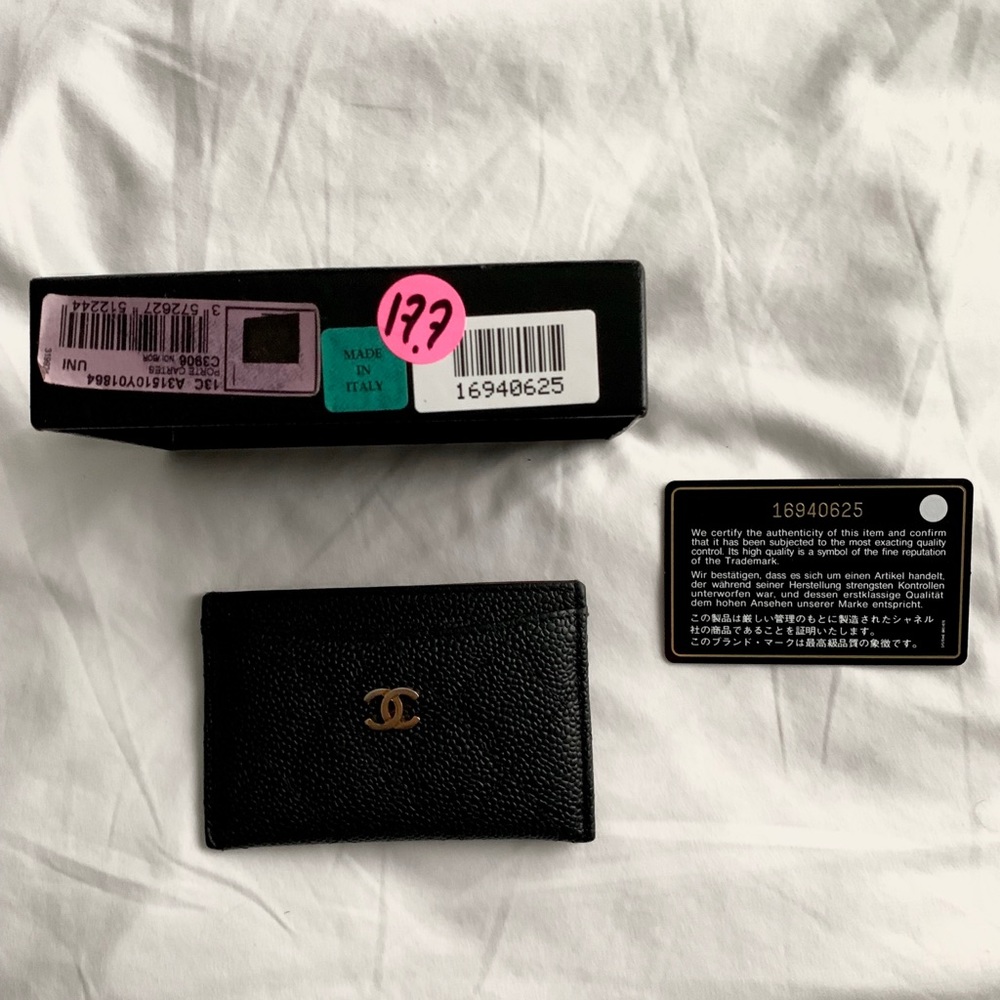 13C A31510Y01864
PORTE CARTES
C3906 NOIR/BOR
UNI
3 572627 512244
MADE
IN
ITALY
17.7
16940625
16940625
We certify the authenticity of this item and confirm
that it has been subjected to the most exacting quality
control. Its high quality is a symbol of the fine reputation
of the Trademark.
Wir bestätigen, dass es sich um einen Artikel handelt,
der während seiner Herstellung strengsten Kontrollen
unterworfen war, und dessen erstklassige Qualität
dem hohen Ansehen unserer Marke entspricht.
この製品は厳しい管理のもとに製造されたシャネル
社の商品であることを証明いたします。
このブランド・マークは最高級品質の象徴です。